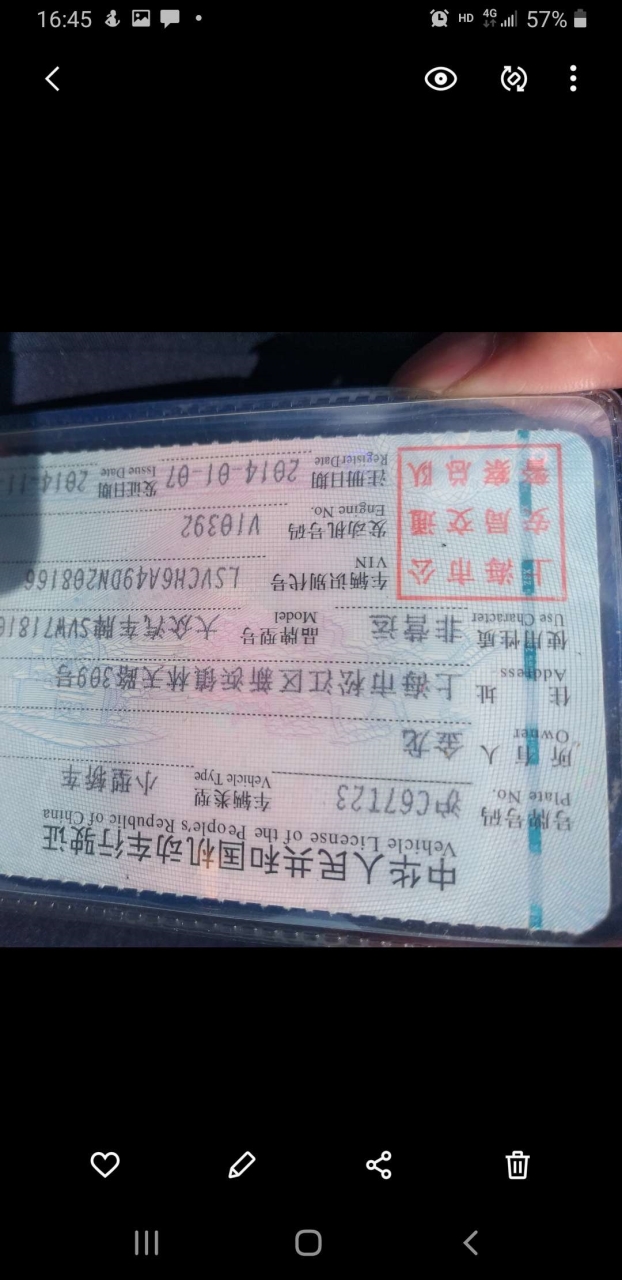 16:45 HD 4G 57%
中华人民共和国机动车行驶证
Vehicle License of the People's Republic of China
号牌号码 沪C67T23 车辆类型 小型轿车
Plate No. Vehicle Type
所有人 金龙
Owner
住址 上海市松江区新浜镇林天路309号
Address
使用性质 非营运 品牌型号 大众汽车牌SVW71816
Use Character Model
上海市公
安局交通
警察总队
车辆识别代号 LSVCH6A49DN208166
VIN
发动机号码 V10392
Engine No.
注册日期 2014-01-07 发证日期 2014-11
Register Date Issue Date